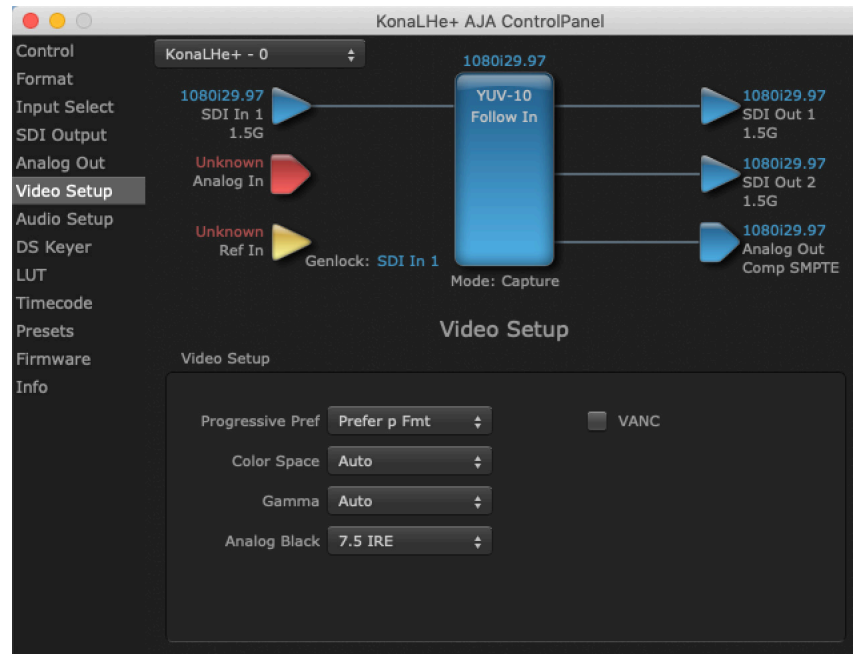 KonaLHe+ AJA ControlPanel
Control
Format
Input Select
SDI Output
Analog Out
Video Setup
Audio Setup
DS Keyer
LUT
Timecode
Presets
Firmware
Info
KonaLHe+ - 0
1080i29.97
SDI In 1
1.5G
Unknown
Analog In
Unknown
Ref In
Genlock: SDI In 1
1080i29.97
YUV-10
Follow In
Mode: Capture
1080i29.97
SDI Out 1
1.5G
1080i29.97
SDI Out 2
1.5G
1080i29.97
Analog Out
Comp SMPTE
Video Setup
Video Setup
Progressive Pref Prefer p Fmt
VANC
Color Space Auto
Gamma Auto
Analog Black 7.5 IRE